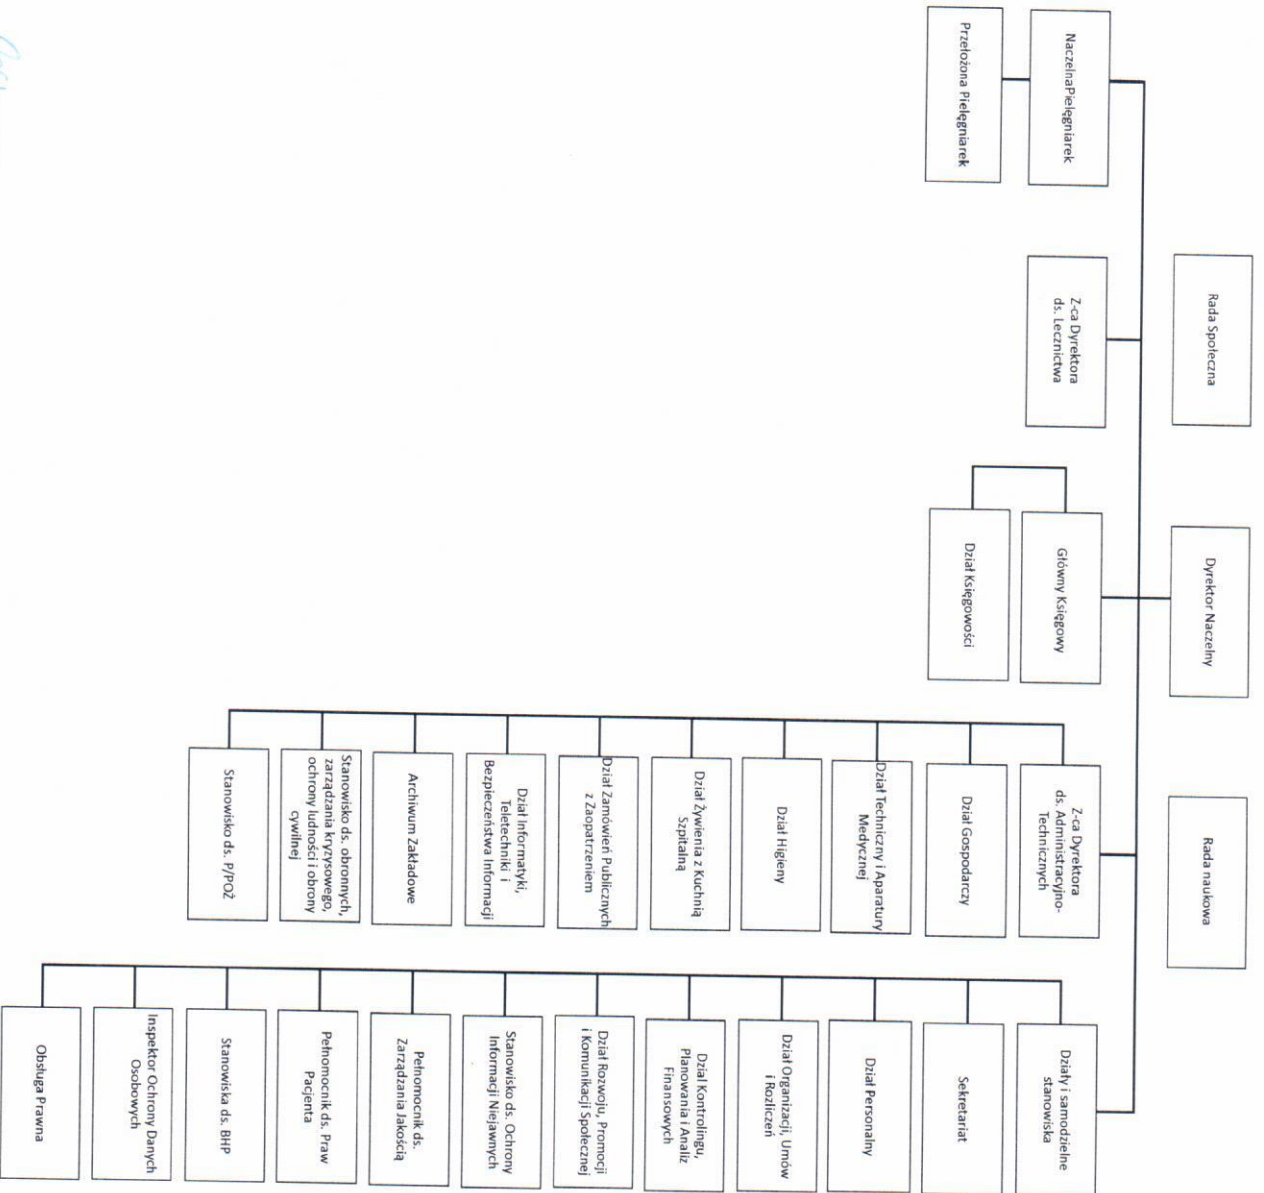 Rada Społeczna
Dyrektor Naczelny
Rada naukowa
NaczelnaPielęgniarek
Przełożona Pielęgniarek
Z-ca Dyrektora
ds. Lecznictwa
Główny Księgowy
Dział Księgowości
Z-ca Dyrektora
ds. Administracyjno-
Technicznych
Dział Gospodarczy
Dział Techniczny i Aparatury
Medycznej
Dział Higieny
Dział Żywienia z Kuchnią
Szpitalną
Dział Zamówień Publicznych
z Zaopatrzeniem
Dział Informatyki,
Teletechniki i
Bezpieczeństwa Informacji
Archiwum Zakładowe
Stanowisko ds. obronnych,
zarządzania kryzysowego,
ochrony ludności i obrony
cywilnej
Stanowisko ds. P/POŻ
Działy i samodzielne
stanowiska
Sekretariat
Dział Personalny
Dział Organizacji, Umów
i Rozliczeń
Dział Kontrolingu,
Planowania i Analiz
Finansowych
Dział Rozwoju, Promocji
i Komunikacji Społecznej
Stanowisko ds. Ochrony
Informacji Niejawnych
Pełnomocnik ds.
Zarządzania Jakością
Pełnomocnik ds. Praw
Pacjenta
Stanowiska ds. BHP
Inspektor Ochrony Danych
Osobowych
Obsługa Prawna